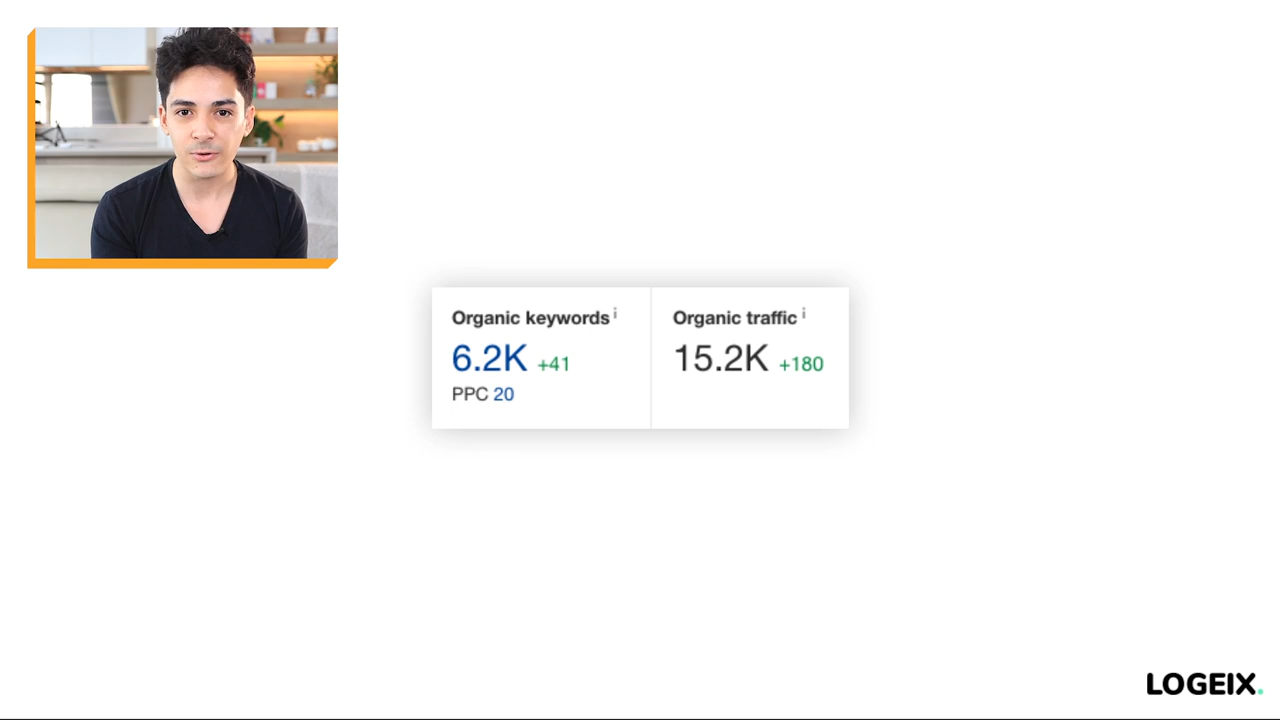 Organic keywords i
6.2K +41
PPC 20
Organic traffic i
15.2K +180
LOGEIX.